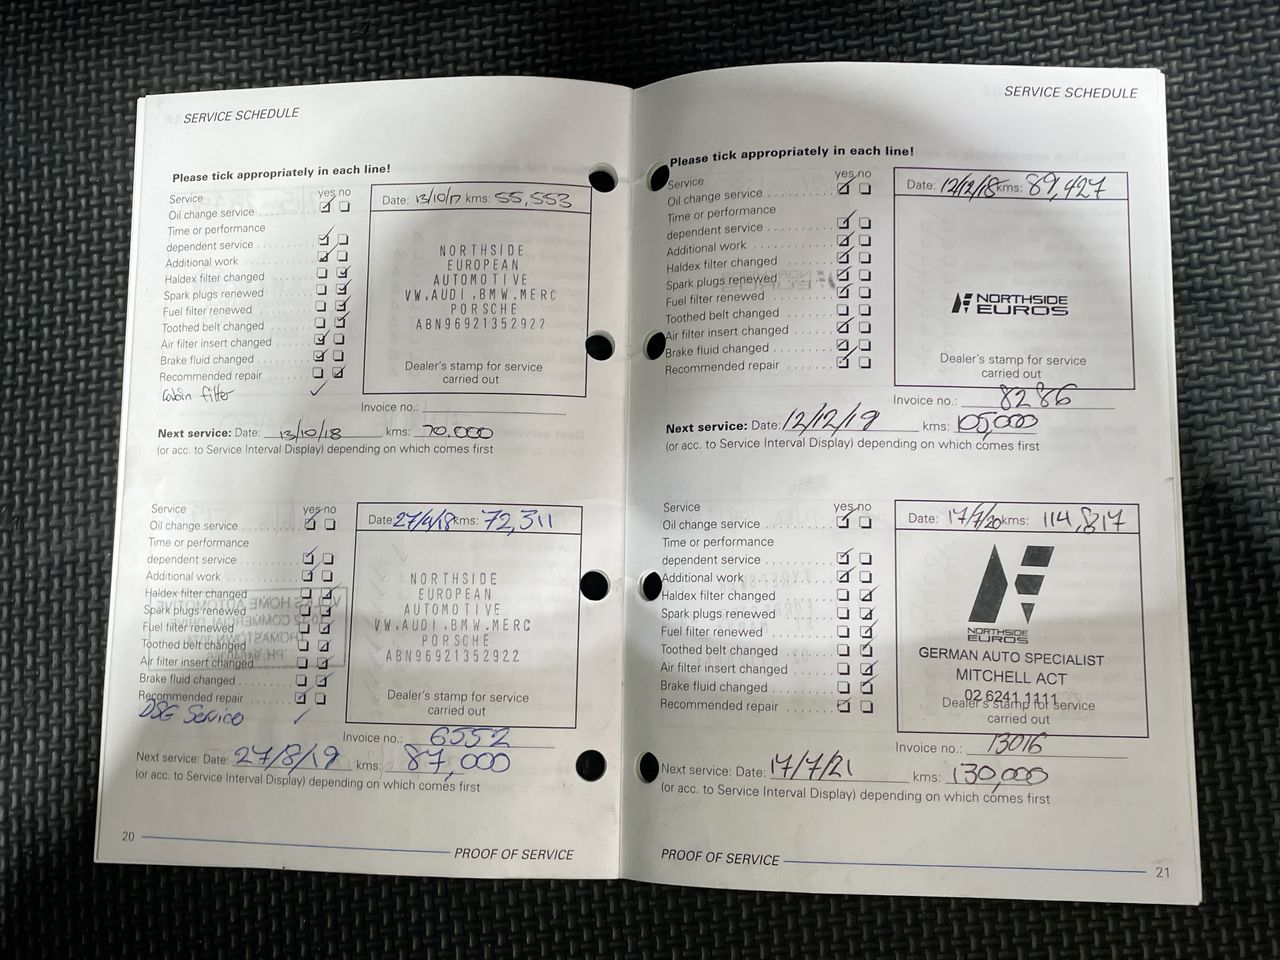 SERVICE SCHEDULE
Please tick appropriately in each line!
Service yes no
Oil change service
Time or performance
dependent service
Additional work
Haldex filter changed
Spark plugs renewed
Fuel filter renewed
Toothed belt changed
Air filter insert changed
Brake fluid changed
Recommended repair
Cabin filter
Date: 13/10/17 kms: 55,553
NORTHSIDE
EUROPEAN
AUTOMOTIVE
VW.AUDI.BMW.MERC
PORSCHE
ABN96921352922
Dealer's stamp for service
carried out
Invoice no.:
Next service: Date: 13/10/18 kms: 70,000
(or acc. to Service Interval Display) depending on which comes first
Service yes no
Oil change service
Time or performance
dependent service
Additional work
Haldex filter changed
Spark plugs renewed
Fuel filter renewed
Toothed belt changed
Air filter insert changed
Brake fluid changed
Recommended repair
DSG Service
Date: kms: 72,311
NORTHSIDE
EUROPEAN
AUTOMOTIVE
VW.AUDI.BMW.MERC
PORSCHE
ABN96921352922
Dealer's stamp for service
carried out
Invoice no.: 6552
Next service: Date: 27/8/19 kms: 87,000
(or acc. to Service Interval Display) depending on which comes first
20
PROOF OF SERVICE
SERVICE SCHEDULE
Please tick appropriately in each line!
Service yes no
Oil change service
Time or performance
dependent service
Additional work
Haldex filter changed
Spark plugs renewed
Fuel filter renewed
Toothed belt changed
Air filter insert changed
Brake fluid changed
Recommended repair
Date: 12/12/18 kms: 89,427
NORTHSIDE
EUROS
Dealer's stamp for service
carried out
Invoice no.: 8286
Next service: Date: 12/12/19 kms: 105,000
(or acc. to Service Interval Display) depending on which comes first
Service yes no
Oil change service
Time or performance
dependent service
Additional work
Haldex filter changed
Spark plugs renewed
Fuel filter renewed
Toothed belt changed
Air filter insert changed
Brake fluid changed
Recommended repair
Date: 17/7/20 kms: 114,817
NORTHSIDE
EUROS
GERMAN AUTO SPECIALIST
MITCHELL ACT
02 6241 1111
Dealer's stamp for service
carried out
Invoice no.: 13016
Next service: Date: 17/7/21 kms: 130,000
(or acc. to Service Interval Display) depending on which comes first
PROOF OF SERVICE
21